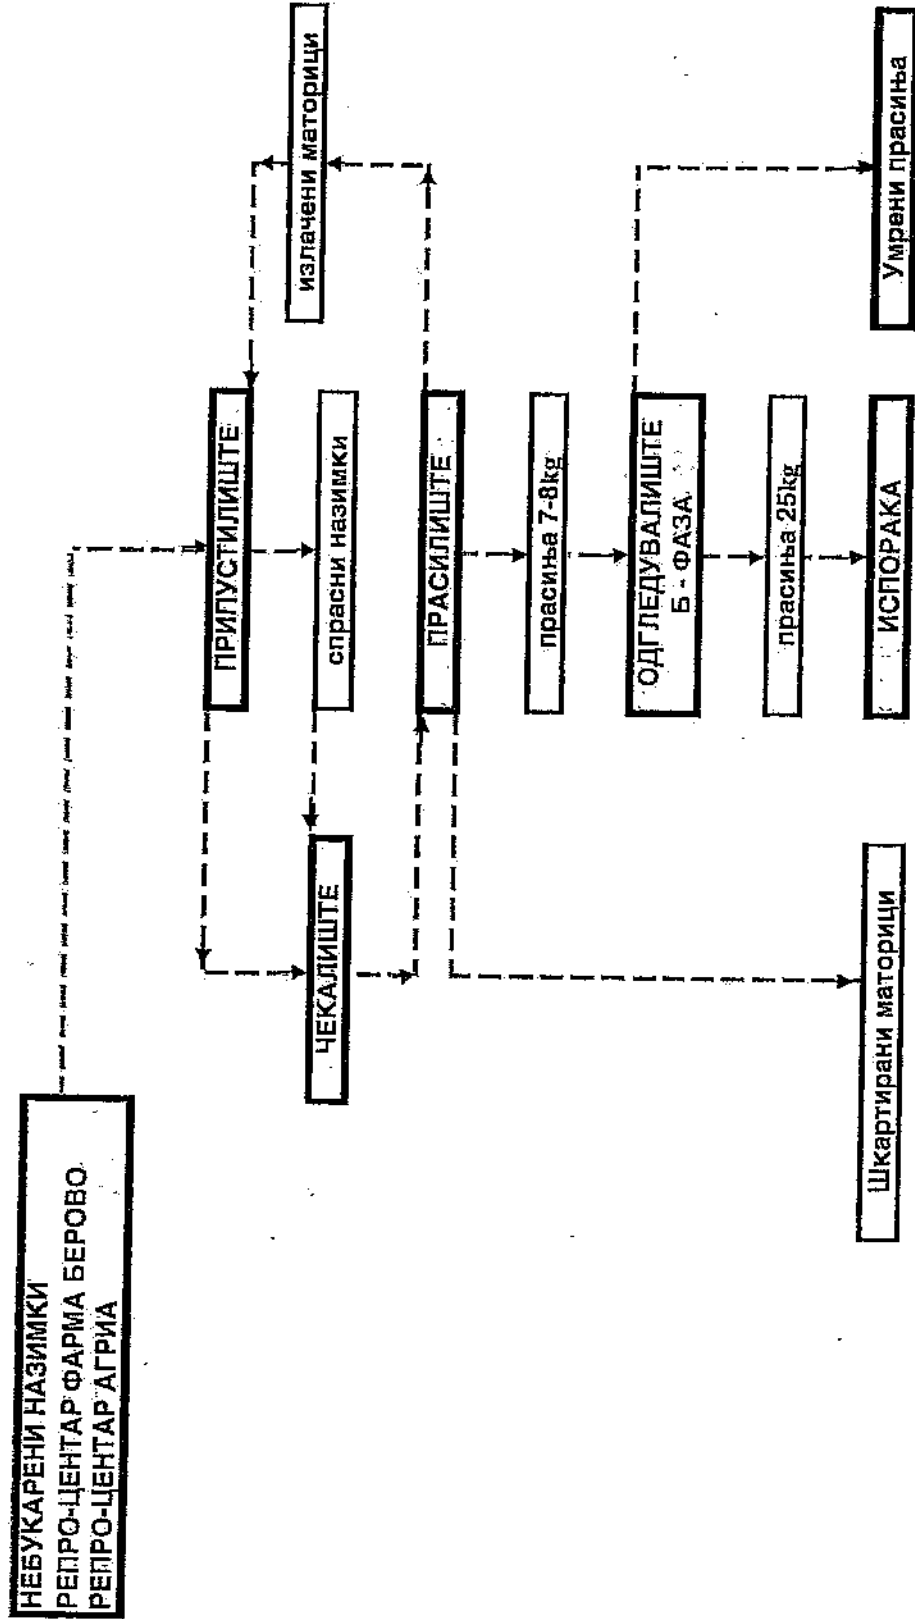 НЕБУКАРЕНИ НАЗИМКИ
РЕПРО-ЦЕНТАР ФАРМА БЕРОВО
РЕПРО-ЦЕНТАР АГРИА
ПРИПУСТИЛИШТЕ
излачени маторици
спрасни назимки
ЧЕКАЛИШТЕ
ПРАСИЛИШТЕ
прасиња 7-8kg
ОДГЛЕДУВАЛИШТЕ
Б - ФАЗА
прасиња 25kg
Шкартирани маторици
ИСПОРАКА
Умрени прасиња